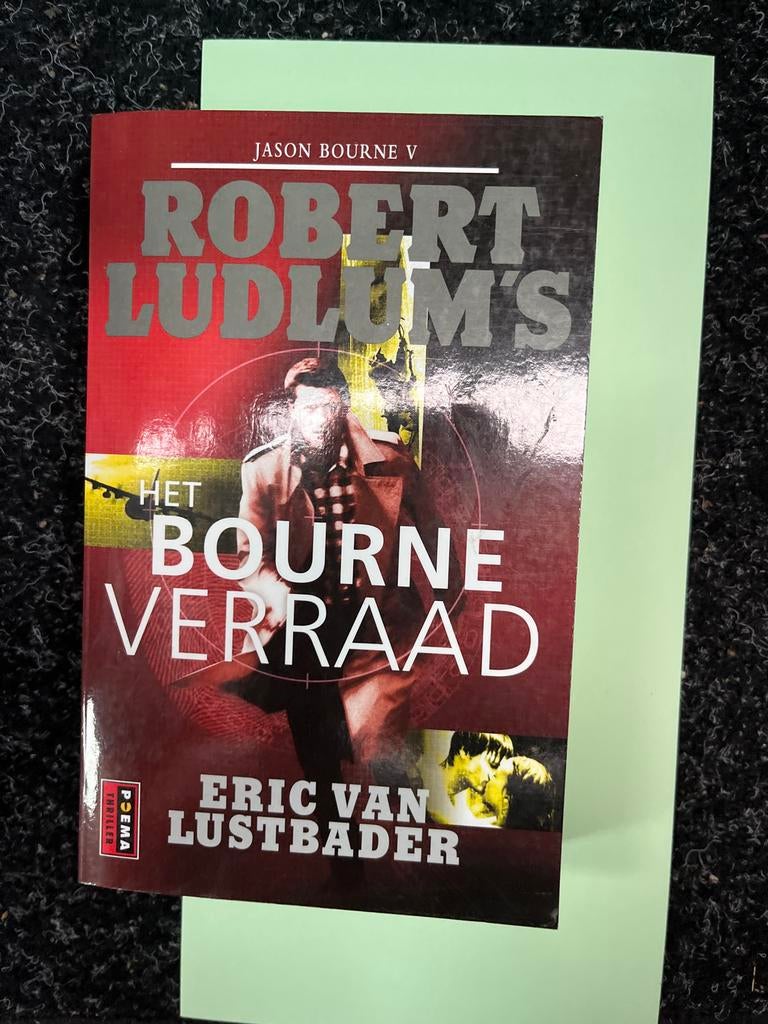 JASON BOURNE V
ROBERT
LUDLUM'S
HET
BOURNE
VERRAAD
ERIC VAN
LUSTBADER
POEMA
THRILLER